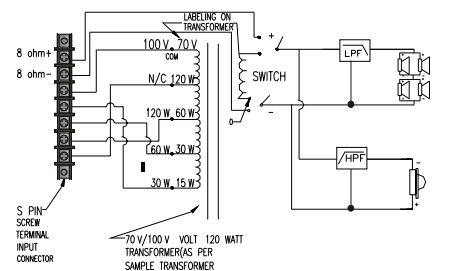 LABELING ON
TRANSFORMER
100 V 70 V
COM
8 ohm+
8 ohm-
N/C 120 W
120 W 60 W
60 W 30 W
30 W 15 W
+
SWITCH
0
-
LPF
HPF
-
+
S PIN
SCREW
TERMINAL
INPUT
CONNECTOR
70 V/100 V VOLT 120 WATT
TRANSFORMER(AS PER
SAMPLE TRANSFORMER